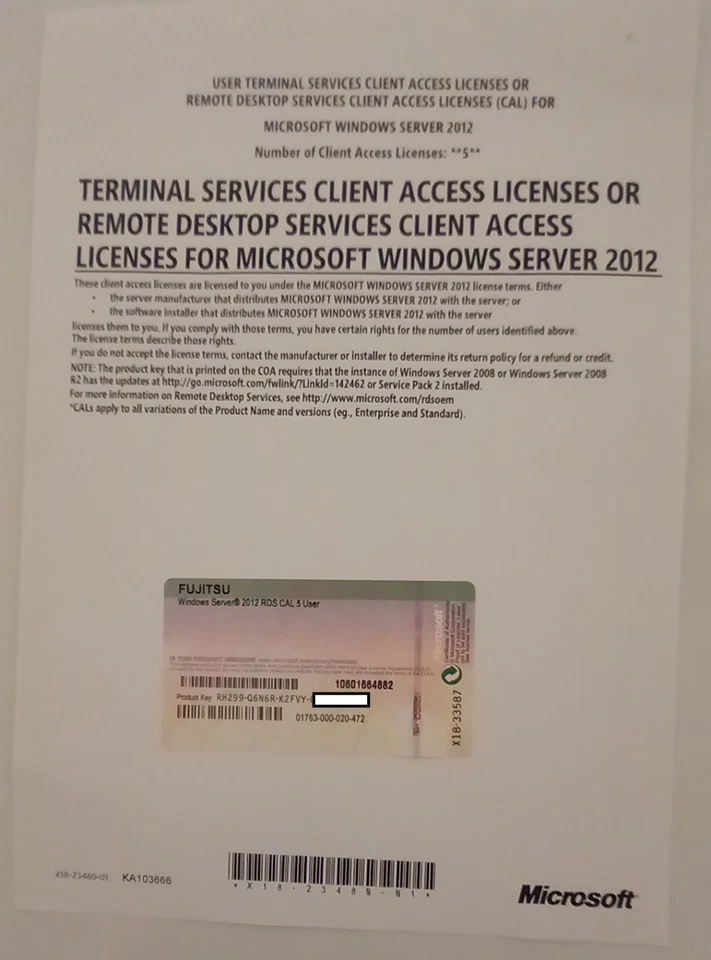 USER TERMINAL SERVICES CLIENT ACCESS LICENSES OR
REMOTE DESKTOP SERVICES CLIENT ACCESS LICENSES (CAL) FOR
MICROSOFT WINDOWS SERVER 2012
Number of Client Access Licenses: **5**
TERMINAL SERVICES CLIENT ACCESS LICENSES OR
REMOTE DESKTOP SERVICES CLIENT ACCESS
LICENSES FOR MICROSOFT WINDOWS SERVER 2012
These client access licenses are licensed to you under the MICROSOFT WINDOWS SERVER 2012 license terms. Either
• the server manufacturer that distributes MICROSOFT WINDOWS SERVER 2012 with the server; or
• the software installer that distributes MICROSOFT WINDOWS SERVER 2012 with the server
licenses them to you. If you comply with those terms, you have certain rights for the number of users identified above.
The license terms describe those rights.
If you do not accept the license terms, contact the manufacturer or installer to determine its return policy for a refund or credit.
NOTE: The product key that is printed on the COA requires that the instance of Windows Server 2008 or Windows Server 2008
R2 has the updates at http://go.microsoft.com/fwlink/?LinkId=142462 or Service Pack 2 installed.
For more information on Remote Desktop Services, see http://www.microsoft.com/rdsoem
*CALs apply to all variations of the Product Name and versions (eg., Enterprise and Standard).
FUJITSU
Windows Server® 2012 RDS CAL 5 User
10601664882
Product Key: RH299-Q6N6R-K2FVY-
01763-000-020-472
Certificate of Authenticity
Microsoft Corporation
X18-33587
X18-23480-01 KA103666
*X18-23480-01*
Microsoft